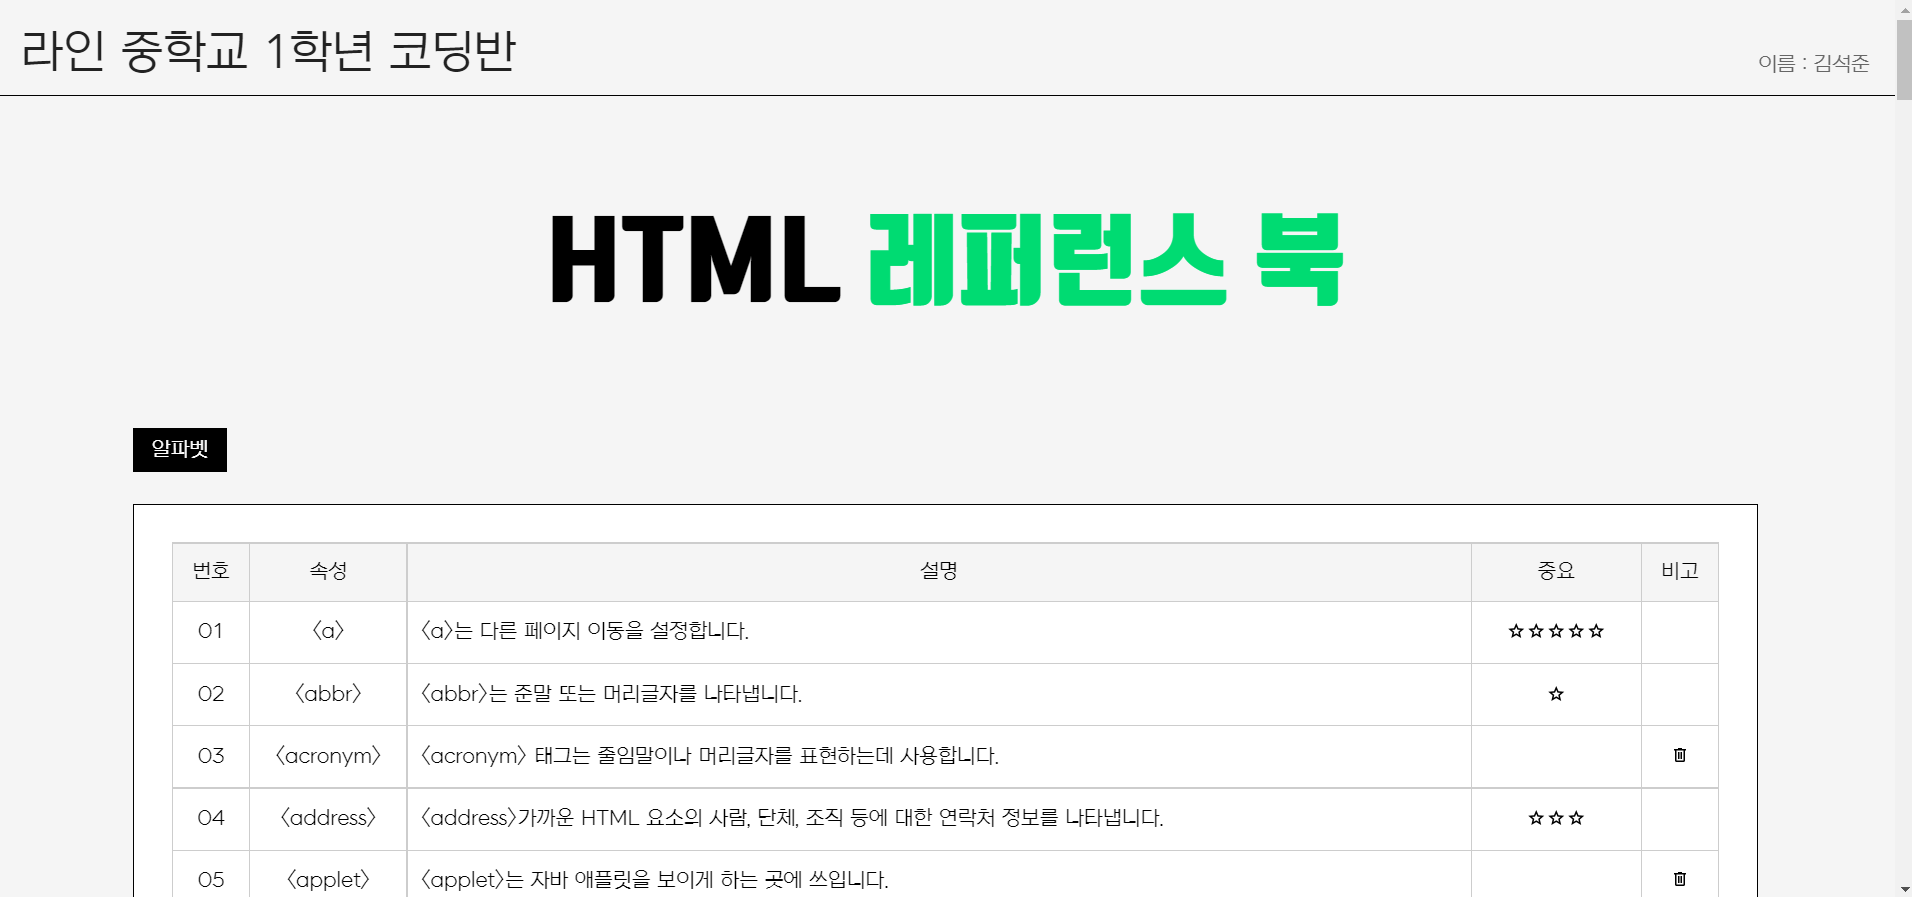 라인 중학교 1학년 코딩반
이름 : 김석준
HTML 레퍼런스 북
알파벳
번호 속성 설명 중요 비고
01 <a> <a>는 다른 페이지 이동을 설정합니다. ☆☆☆☆☆
02 <abbr> <abbr>는 준말 또는 머리글자를 나타냅니다. ☆
03 <acronym> <acronym> 태그는 줄임말이나 머리글자를 표현하는데 사용합니다.
04 <address> <address>가까운 HTML 요소의 사람, 단체, 조직 등에 대한 연락처 정보를 나타냅니다. ☆☆☆
05 <applet> <applet>는 자바 애플릿을 보이게 하는 곳에 쓰입니다.